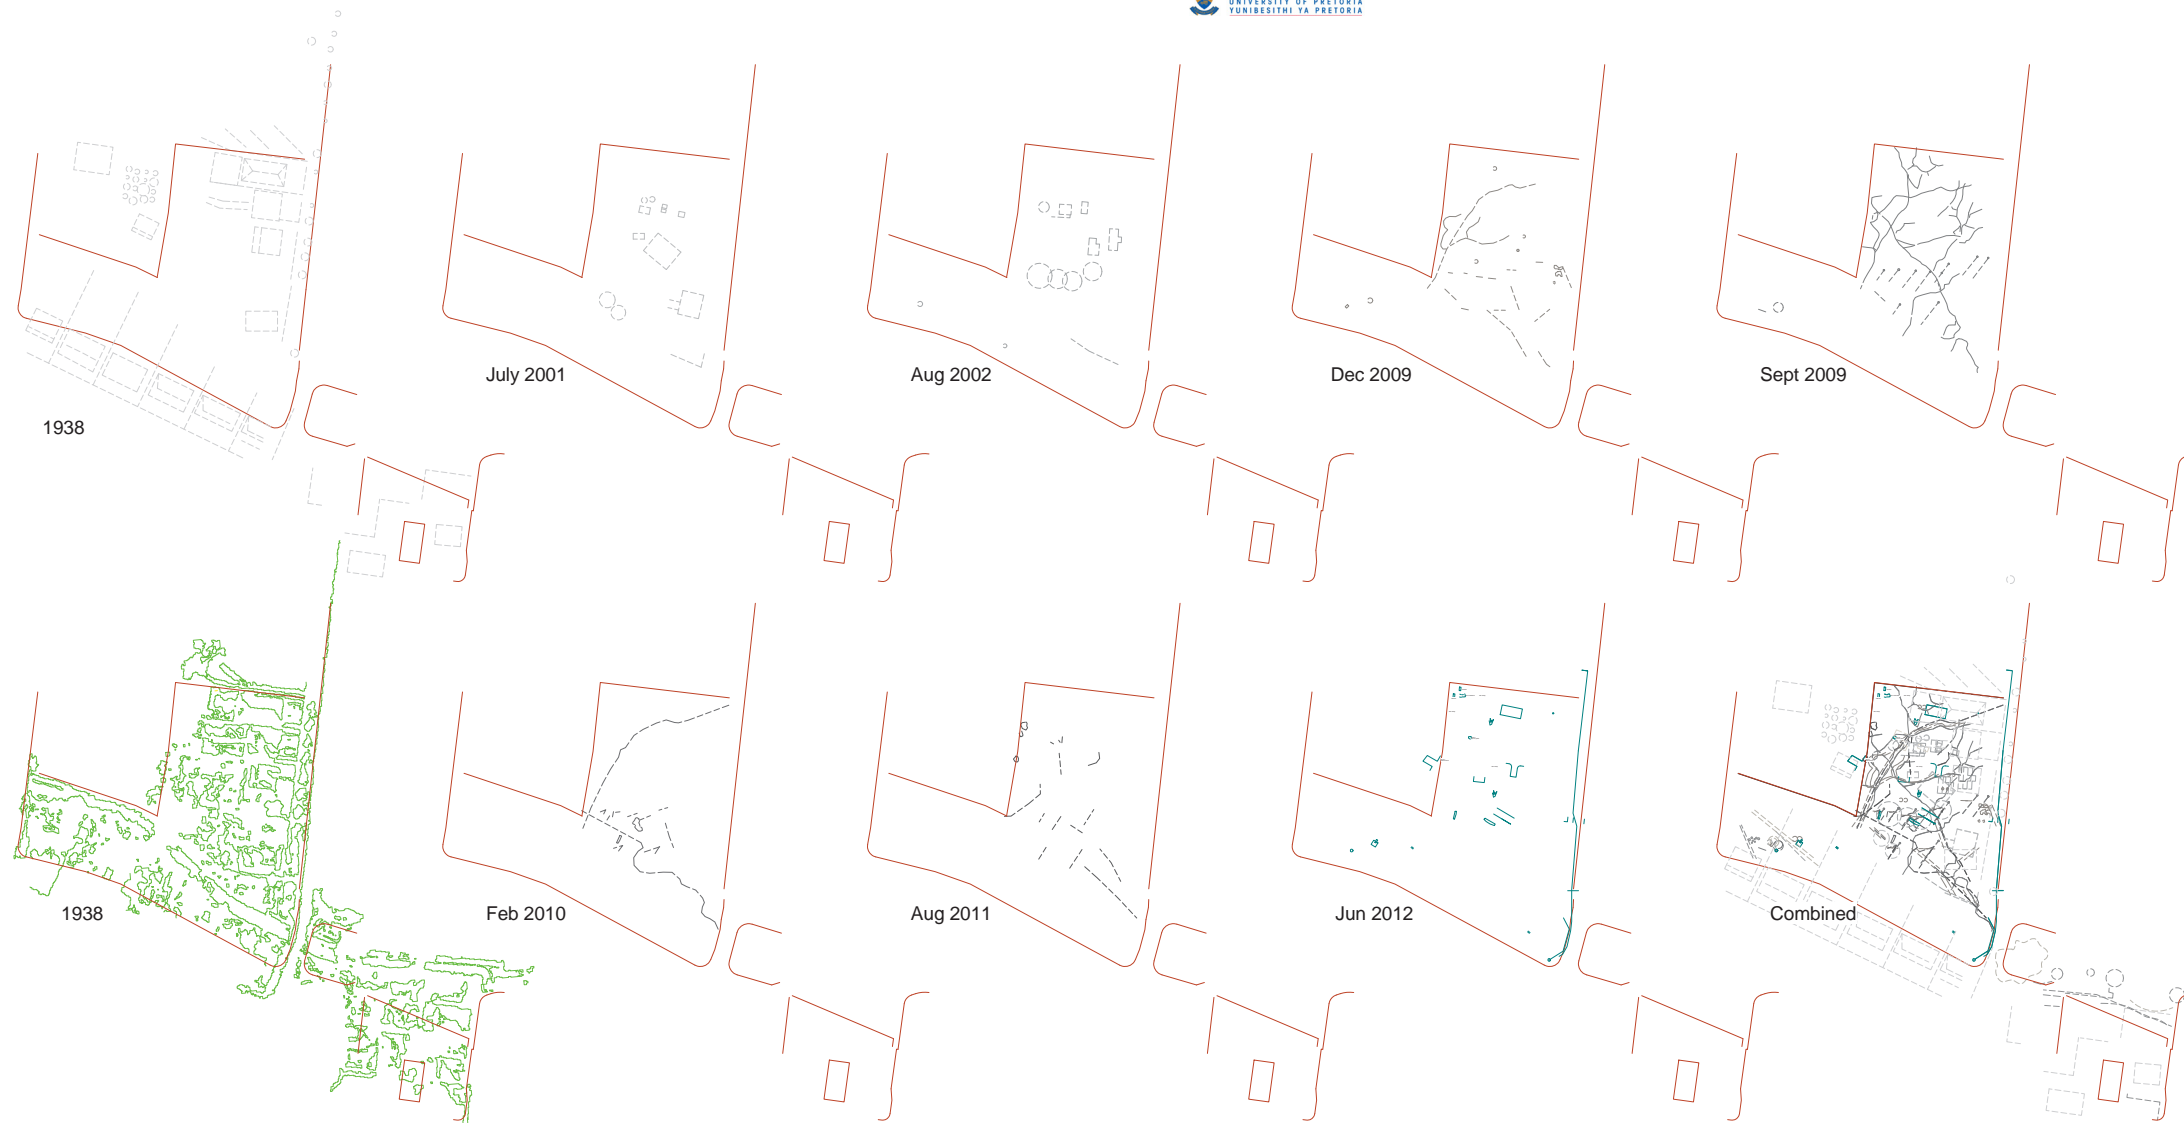 UNIVERSITY OF PRETORIA
YUNIBESITHI YA PRETORIA
1938
July 2001
Aug 2002
Dec 2009
Sept 2009
1938
Feb 2010
Aug 2011
Jun 2012
Combined